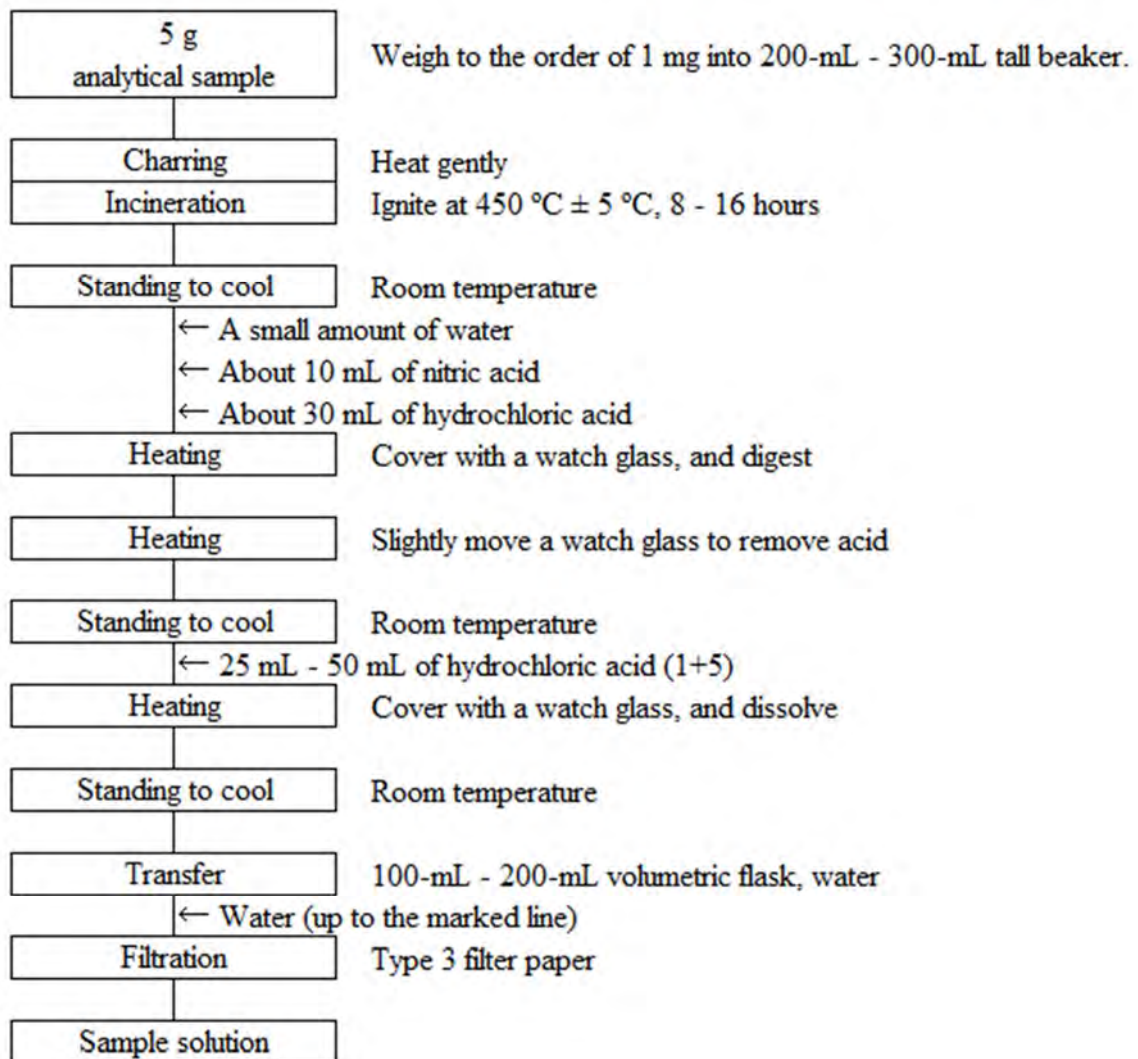 5 g
analytical sample
Weigh to the order of 1 mg into 200-mL - 300-mL tall beaker.
Charring
Heat gently
Incineration
Ignite at 450 ºC ± 5 ºC, 8 - 16 hours
Standing to cool
Room temperature
← A small amount of water
← About 10 mL of nitric acid
← About 30 mL of hydrochloric acid
Heating
Cover with a watch glass, and digest
Heating
Slightly move a watch glass to remove acid
Standing to cool
Room temperature
← 25 mL - 50 mL of hydrochloric acid (1+5)
Heating
Cover with a watch glass, and dissolve
Standing to cool
Room temperature
Transfer
100-mL - 200-mL volumetric flask, water
← Water (up to the marked line)
Filtration
Type 3 filter paper
Sample solution